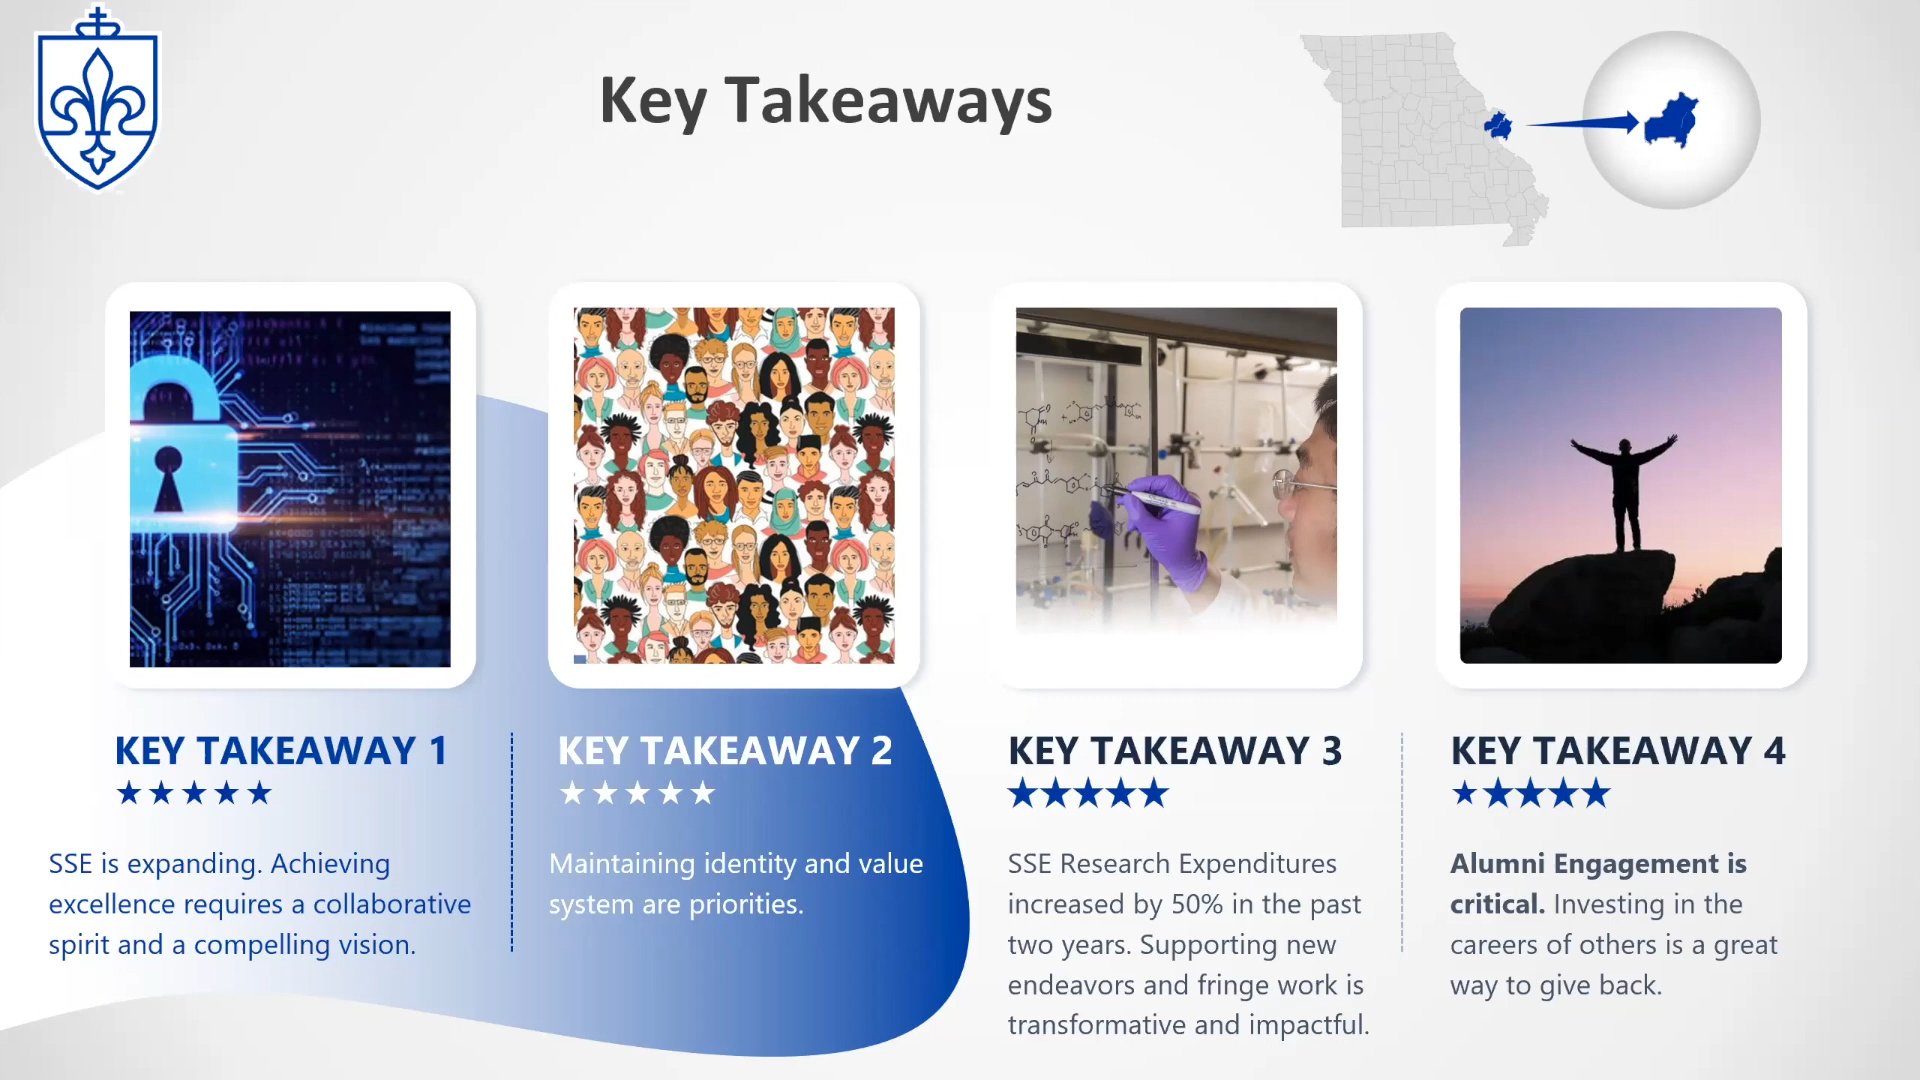 Key Takeaways
KEY TAKEAWAY 1
SSE is expanding. Achieving
excellence requires a collaborative
spirit and a compelling vision.
KEY TAKEAWAY 2
Maintaining identity and value
system are priorities.
KEY TAKEAWAY 3
SSE Research Expenditures
increased by 50% in the past
two years. Supporting new
endeavors and fringe work is
transformative and impactful.
KEY TAKEAWAY 4
Alumni Engagement is
critical. Investing in the
careers of others is a great
way to give back.